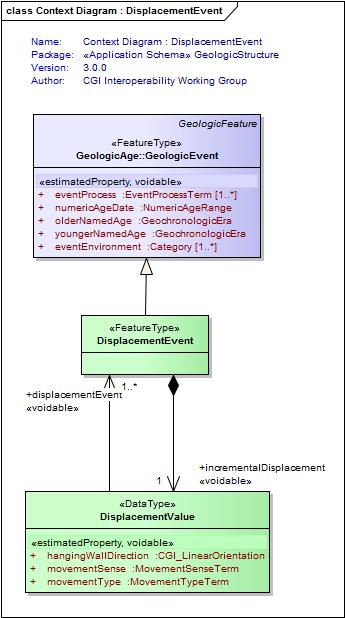 class Context Diagram : DisplacementEvent
Name: Context Diagram : DisplacementEvent
Package: «Application Schema» GeologicStructure
Version: 3.0.0
Author: CGI Interoperability Working Group
GeologicFeature
«FeatureType»
GeologicAge::GeologicEvent
«estimatedProperty, voidable»
+ eventProcess :EventProcessTerm [1..*]
+ numericAgeDate :NumericAgeRange
+ olderNamedAge :GeochronologicEra
+ youngerNamedAge :GeochronologicEra
+ eventEnvironment :Category [1..*]
«FeatureType»
DisplacementEvent
1..*
+displacementEvent
«voidable»
1
+incrementalDisplacement
«voidable»
«DataType»
DisplacementValue
«estimatedProperty, voidable»
+ hangingWallDirection :CGI_LinearOrientation
+ movementSense :MovementSenseTerm
+ movementType :MovementTypeTerm